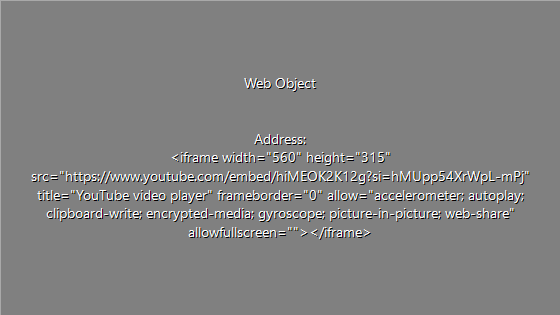 Web Object
Address:
<iframe width="560" height="315"
src="https://www.youtube.com/embed/hiMEOK2K12g?si=hMUpp54XrWpL-mPj"
title="YouTube video player" frameborder="0" allow="accelerometer; autoplay;
clipboard-write; encrypted-media; gyroscope; picture-in-picture; web-share"
allowfullscreen=""></iframe>